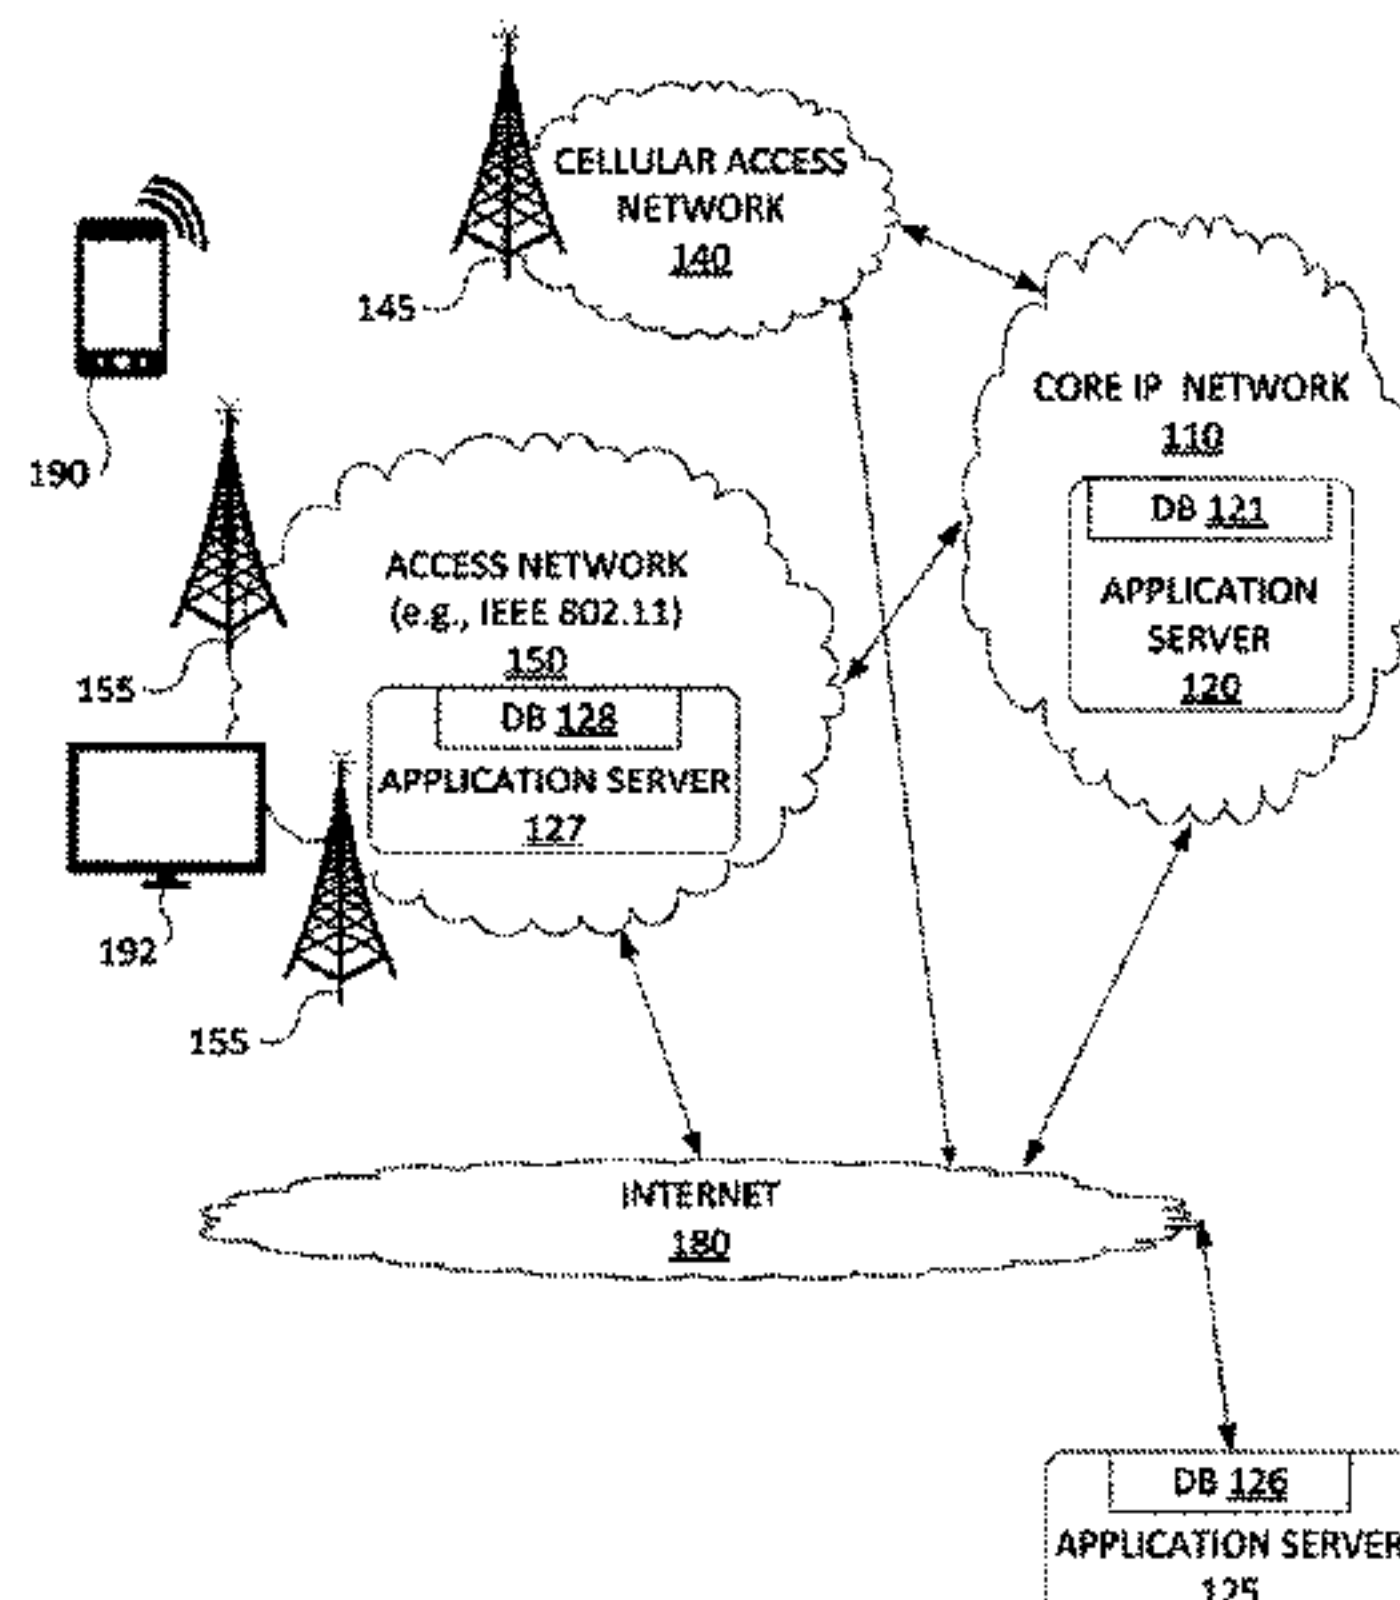 CELLULAR ACCESS
NETWORK
140
145
190
CORE IP NETWORK
110
DB 121
APPLICATION
SERVER
120
ACCESS NETWORK
(e.g., IEEE 802.11)
150
155
DB 128
APPLICATION SERVER
127
192
155
INTERNET
180
DB 126
APPLICATION SERVER
125